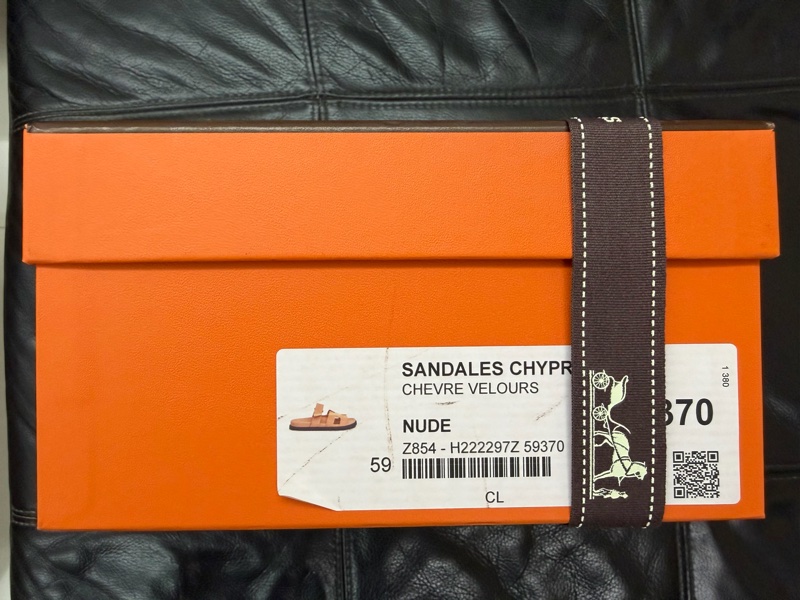 SANDALES CHYPR
CHEVRE VELOURS
NUDE
Z854 - H222297Z 59370
59
CL
370
1 380